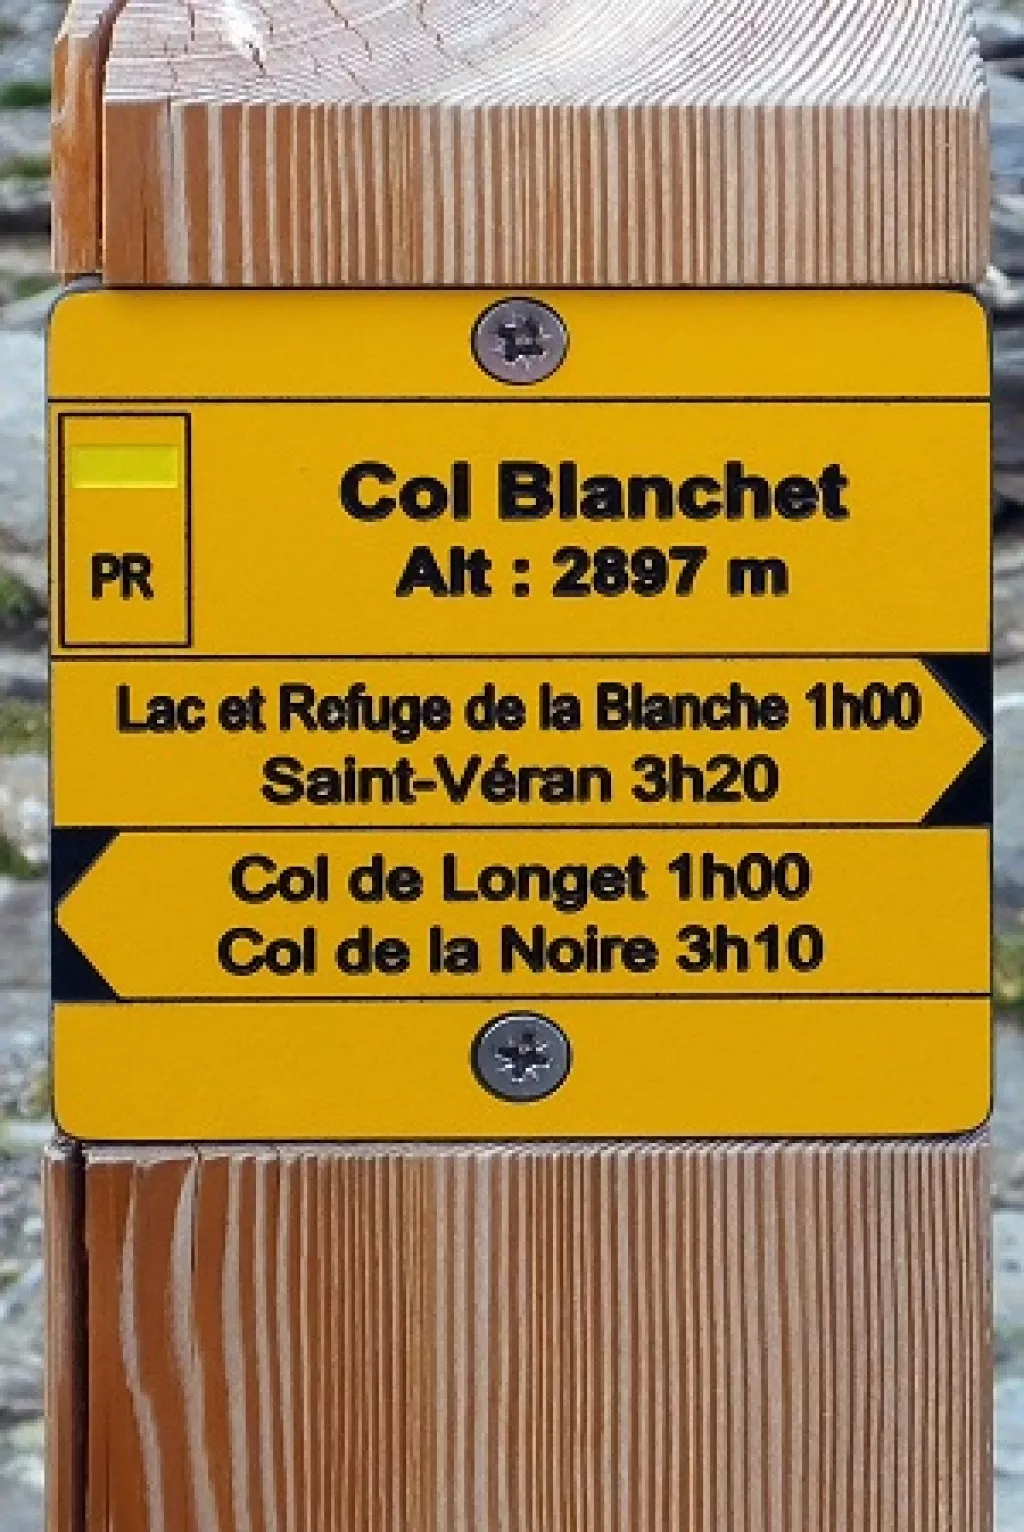 Col Blanchet
Alt : 2897 m
PR
Lac et Refuge de la Blanche 1h00
Saint-Véran 3h20
Col de Longet 1h00
Col de la Noire 3h10